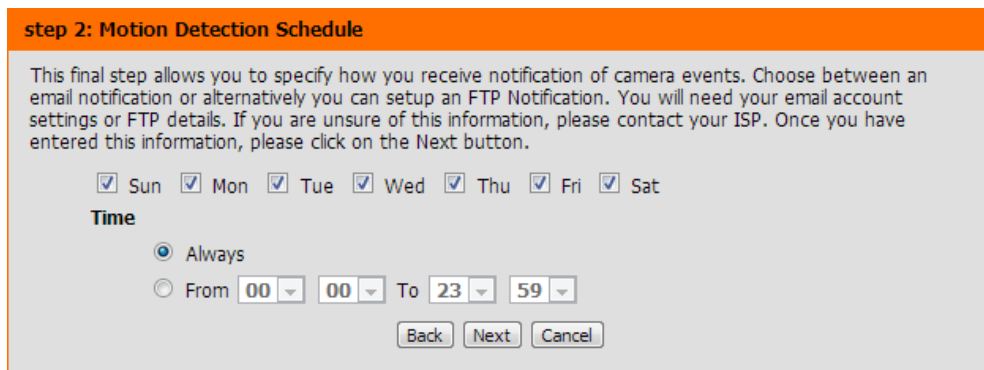 step 2: Motion Detection Schedule
This final step allows you to specify how you receive notification of camera events. Choose between an
email notification or alternatively you can setup an FTP Notification. You will need your email account
settings or FTP details. If you are unsure of this information, please contact your ISP. Once you have
entered this information, please click on the Next button.
Sun Mon Tue Wed Thu Fri Sat
Time
Always
From 00 00 To 23 59
Back Next Cancel